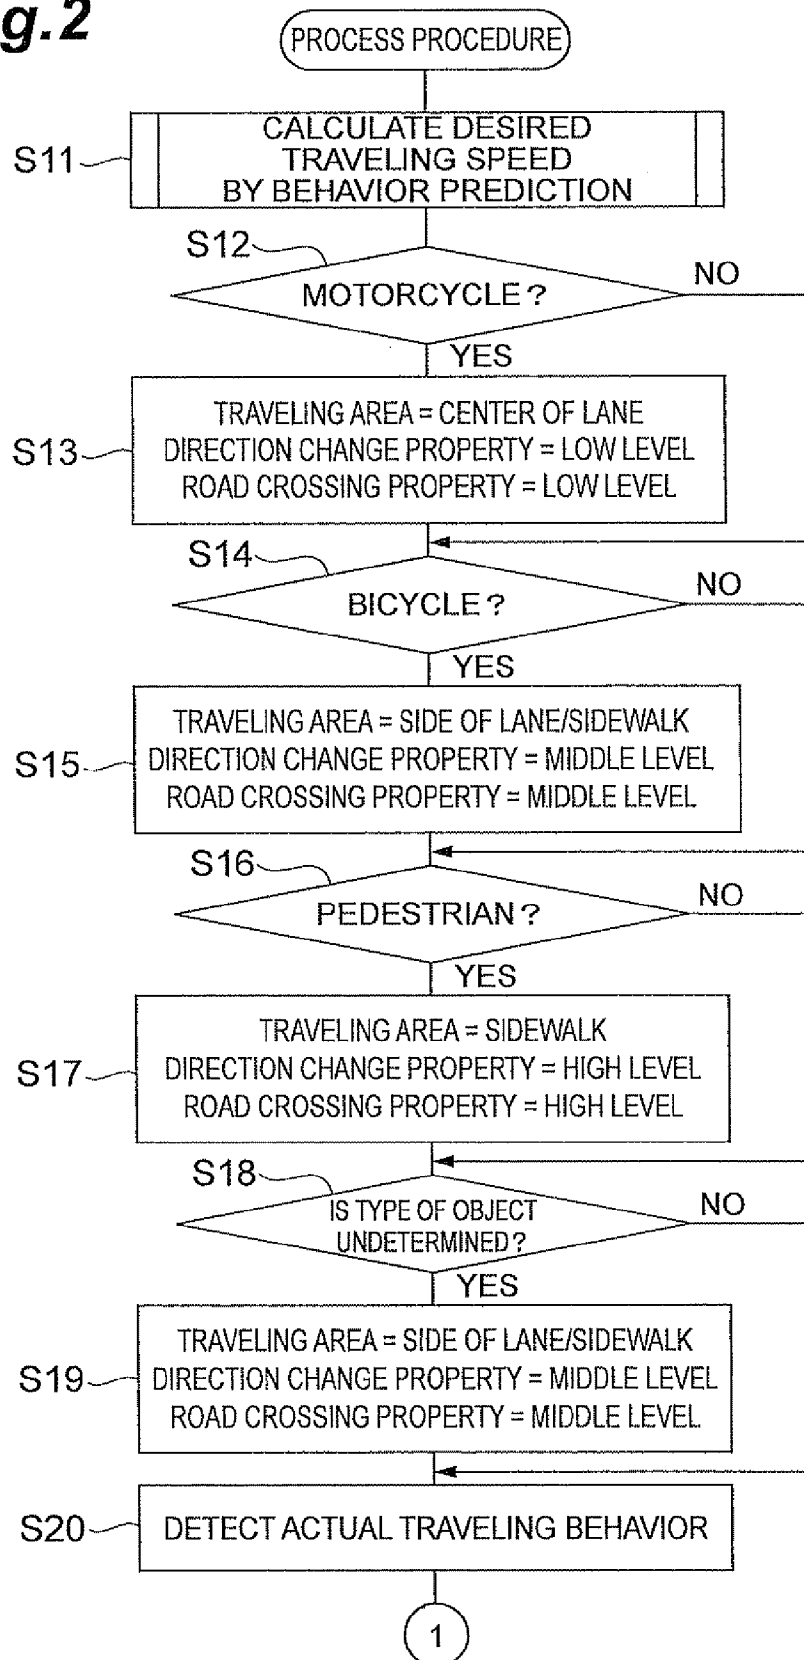 g.2
PROCESS PROCEDURE
S11
CALCULATE DESIRED
TRAVELING SPEED
BY BEHAVIOR PREDICTION
S12
MOTORCYCLE?
NO
YES
S13
TRAVELING AREA = CENTER OF LANE
DIRECTION CHANGE PROPERTY = LOW LEVEL
ROAD CROSSING PROPERTY = LOW LEVEL
S14
BICYCLE?
NO
YES
S15
TRAVELING AREA = SIDE OF LANE/SIDEWALK
DIRECTION CHANGE PROPERTY = MIDDLE LEVEL
ROAD CROSSING PROPERTY = MIDDLE LEVEL
S16
PEDESTRIAN?
NO
YES
S17
TRAVELING AREA = SIDEWALK
DIRECTION CHANGE PROPERTY = HIGH LEVEL
ROAD CROSSING PROPERTY = HIGH LEVEL
S18
IS TYPE OF OBJECT
UNDETERMINED?
NO
YES
S19
TRAVELING AREA = SIDE OF LANE/SIDEWALK
DIRECTION CHANGE PROPERTY = MIDDLE LEVEL
ROAD CROSSING PROPERTY = MIDDLE LEVEL
S20
DETECT ACTUAL TRAVELING BEHAVIOR
1